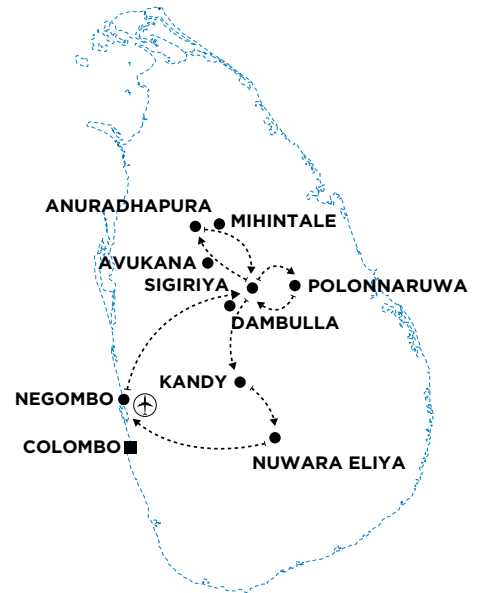 ANURADHAPURA
MIHINTALE
AVUKANA
SIGIRIYA
POLONNARUWA
DAMBULLA
KANDY
NEGOMBO
COLOMBO
NUWARA ELIYA